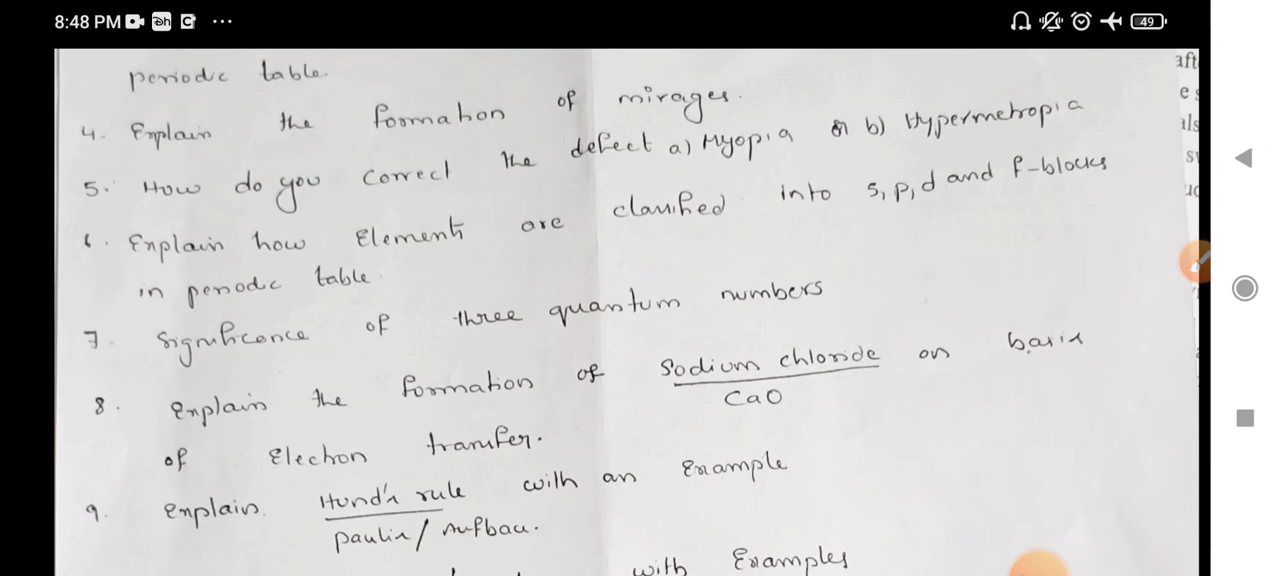 8:48 PM
49
periodic table.
4. Explain the formation of mirages.
5. How do you correct the defect a) Myopia or b) Hypermetropia
6. Explain how Elements are classified into s, p, d and f-blocks
in periodic table.
7. Significance of three quantum numbers
8. Explain the formation of Sodium chloride on basis
CaO
of Electron transfer.
9. Explain Hund's rule with an Example
paulis/ Aufbau.
with Examples